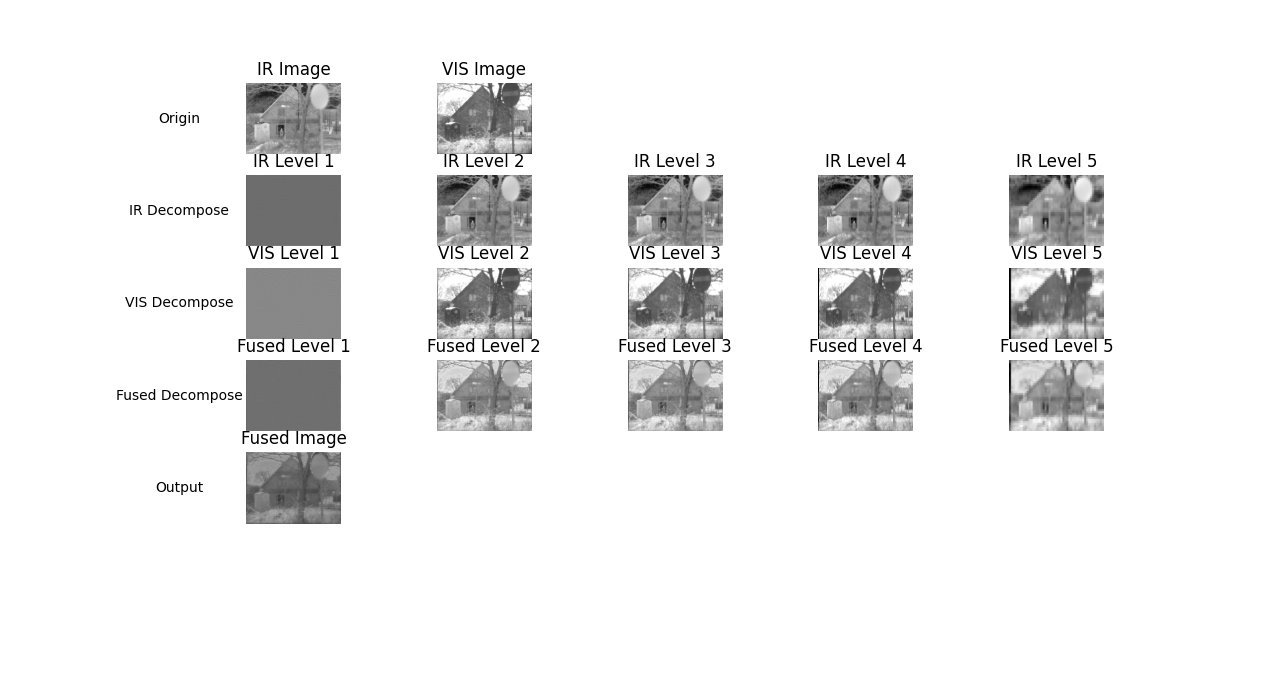 IR Image VIS Image
Origin
IR Level 1 IR Level 2 IR Level 3 IR Level 4 IR Level 5
IR Decompose
VIS Level 1 VIS Level 2 VIS Level 3 VIS Level 4 VIS Level 5
VIS Decompose
Fused Level 1 Fused Level 2 Fused Level 3 Fused Level 4 Fused Level 5
Fused Decompose
Fused Image
Output